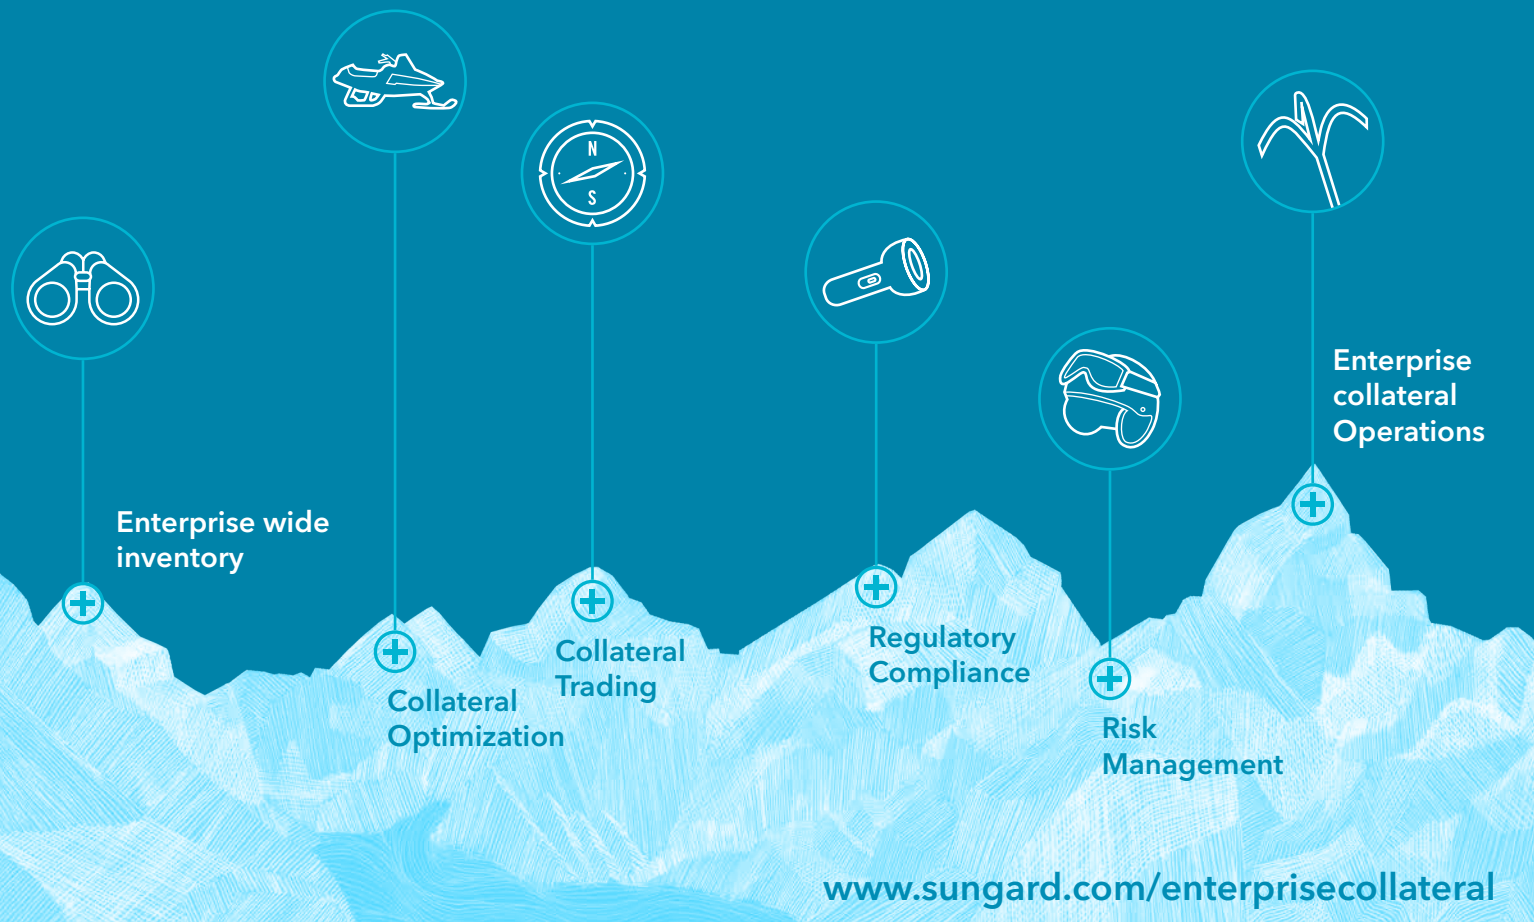 N
S
Enterprise wide
inventory
Collateral
Optimization
Collateral
Trading
Regulatory
Compliance
Risk
Management
Enterprise
collateral
Operations
www.sungard.com/enterprisecollateral